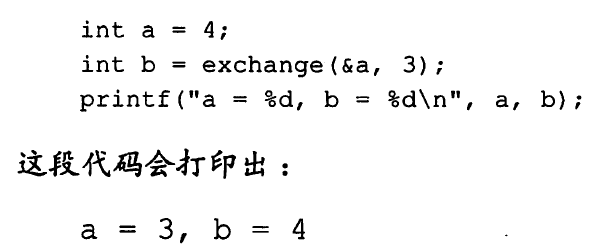 int a = 4;
int b = exchange(&a, 3);
printf("a = %d, b = %d\n", a, b);
这段代码会打印出：
a = 3, b = 4